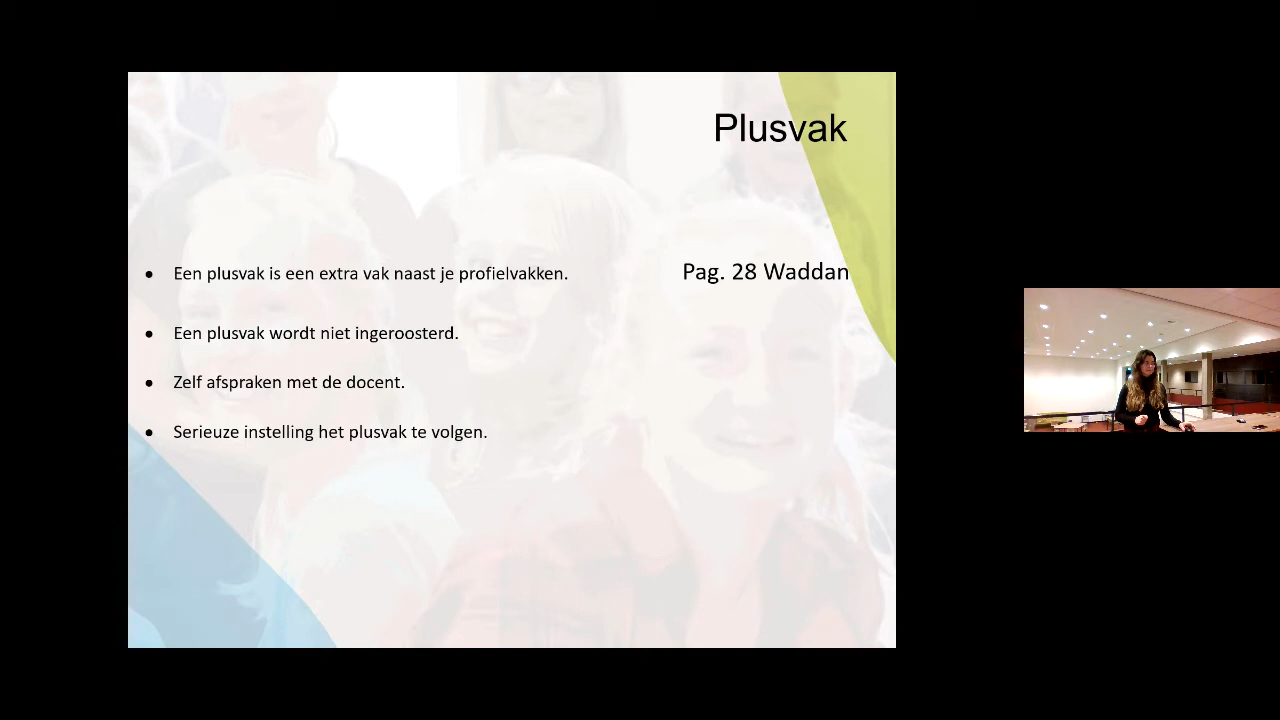 Plusvak
● Een plusvak is een extra vak naast je profielvakken.
Pag. 28 Waddan
● Een plusvak wordt niet ingeroosterd.
● Zelf afspraken met de docent.
● Serieuze instelling het plusvak te volgen.